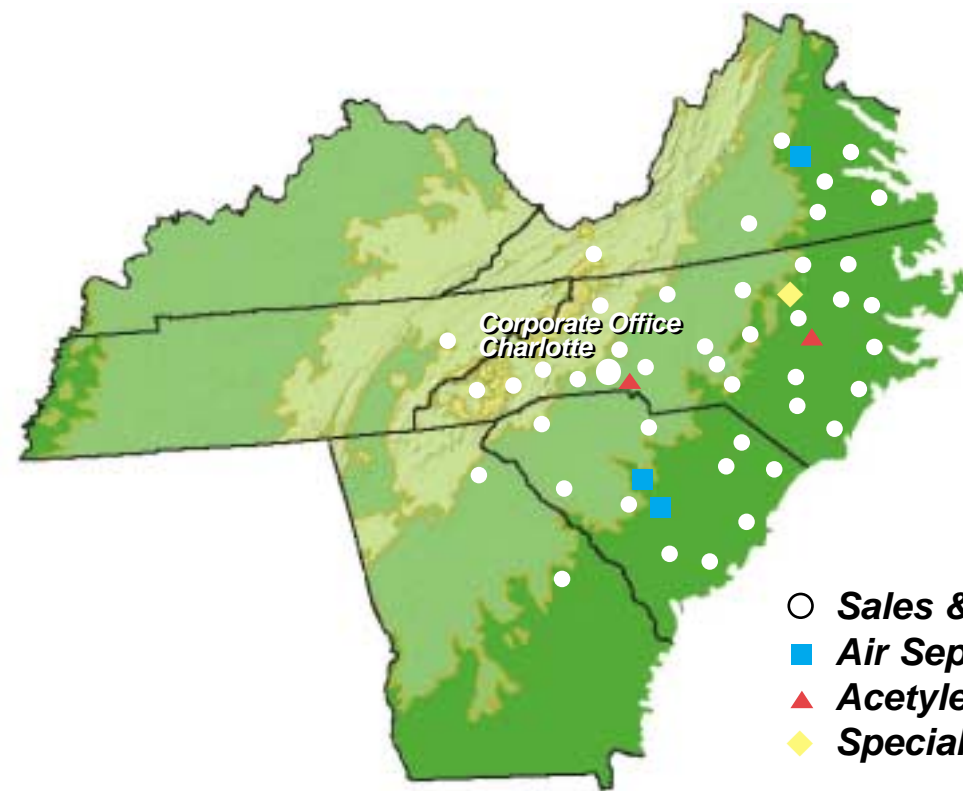 Corporate Office
Charlotte
Sales &
Air Sep
Acetyle
Special